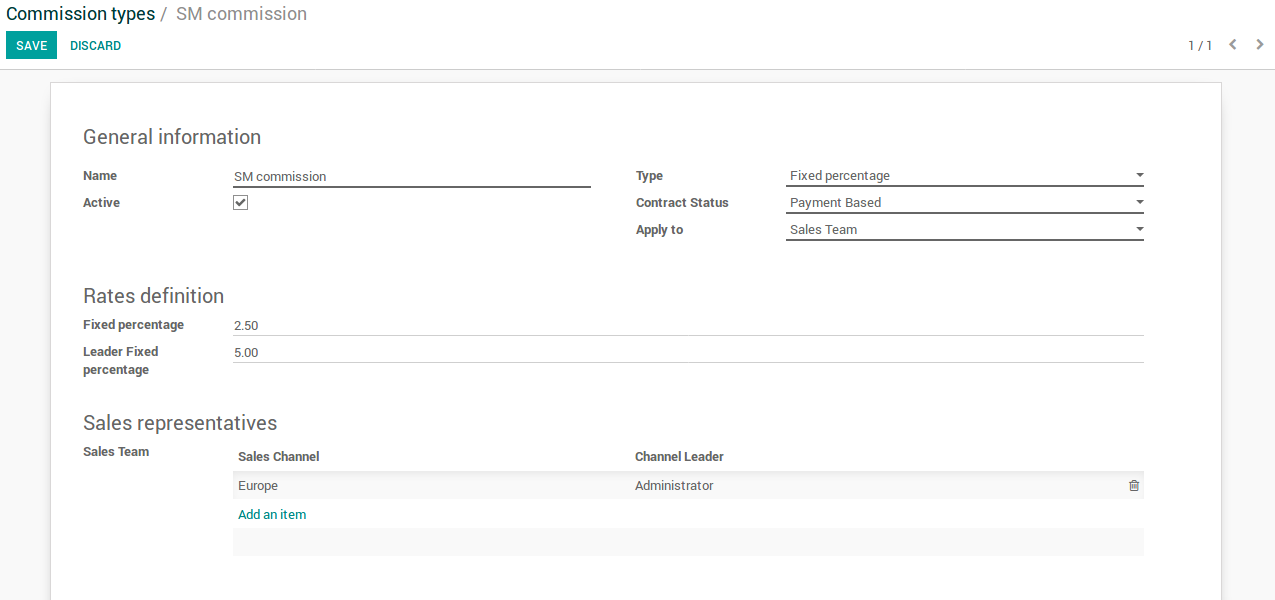 Commission types / SM commission
SAVE DISCARD 1 / 1
General information
Name SM commission Type Fixed percentage
Active Contract Status Payment Based
Apply to Sales Team
Rates definition
Fixed percentage 2.50
Leader Fixed percentage 5.00
Sales representatives
Sales Team Sales Channel Channel Leader
Europe Administrator
Add an item